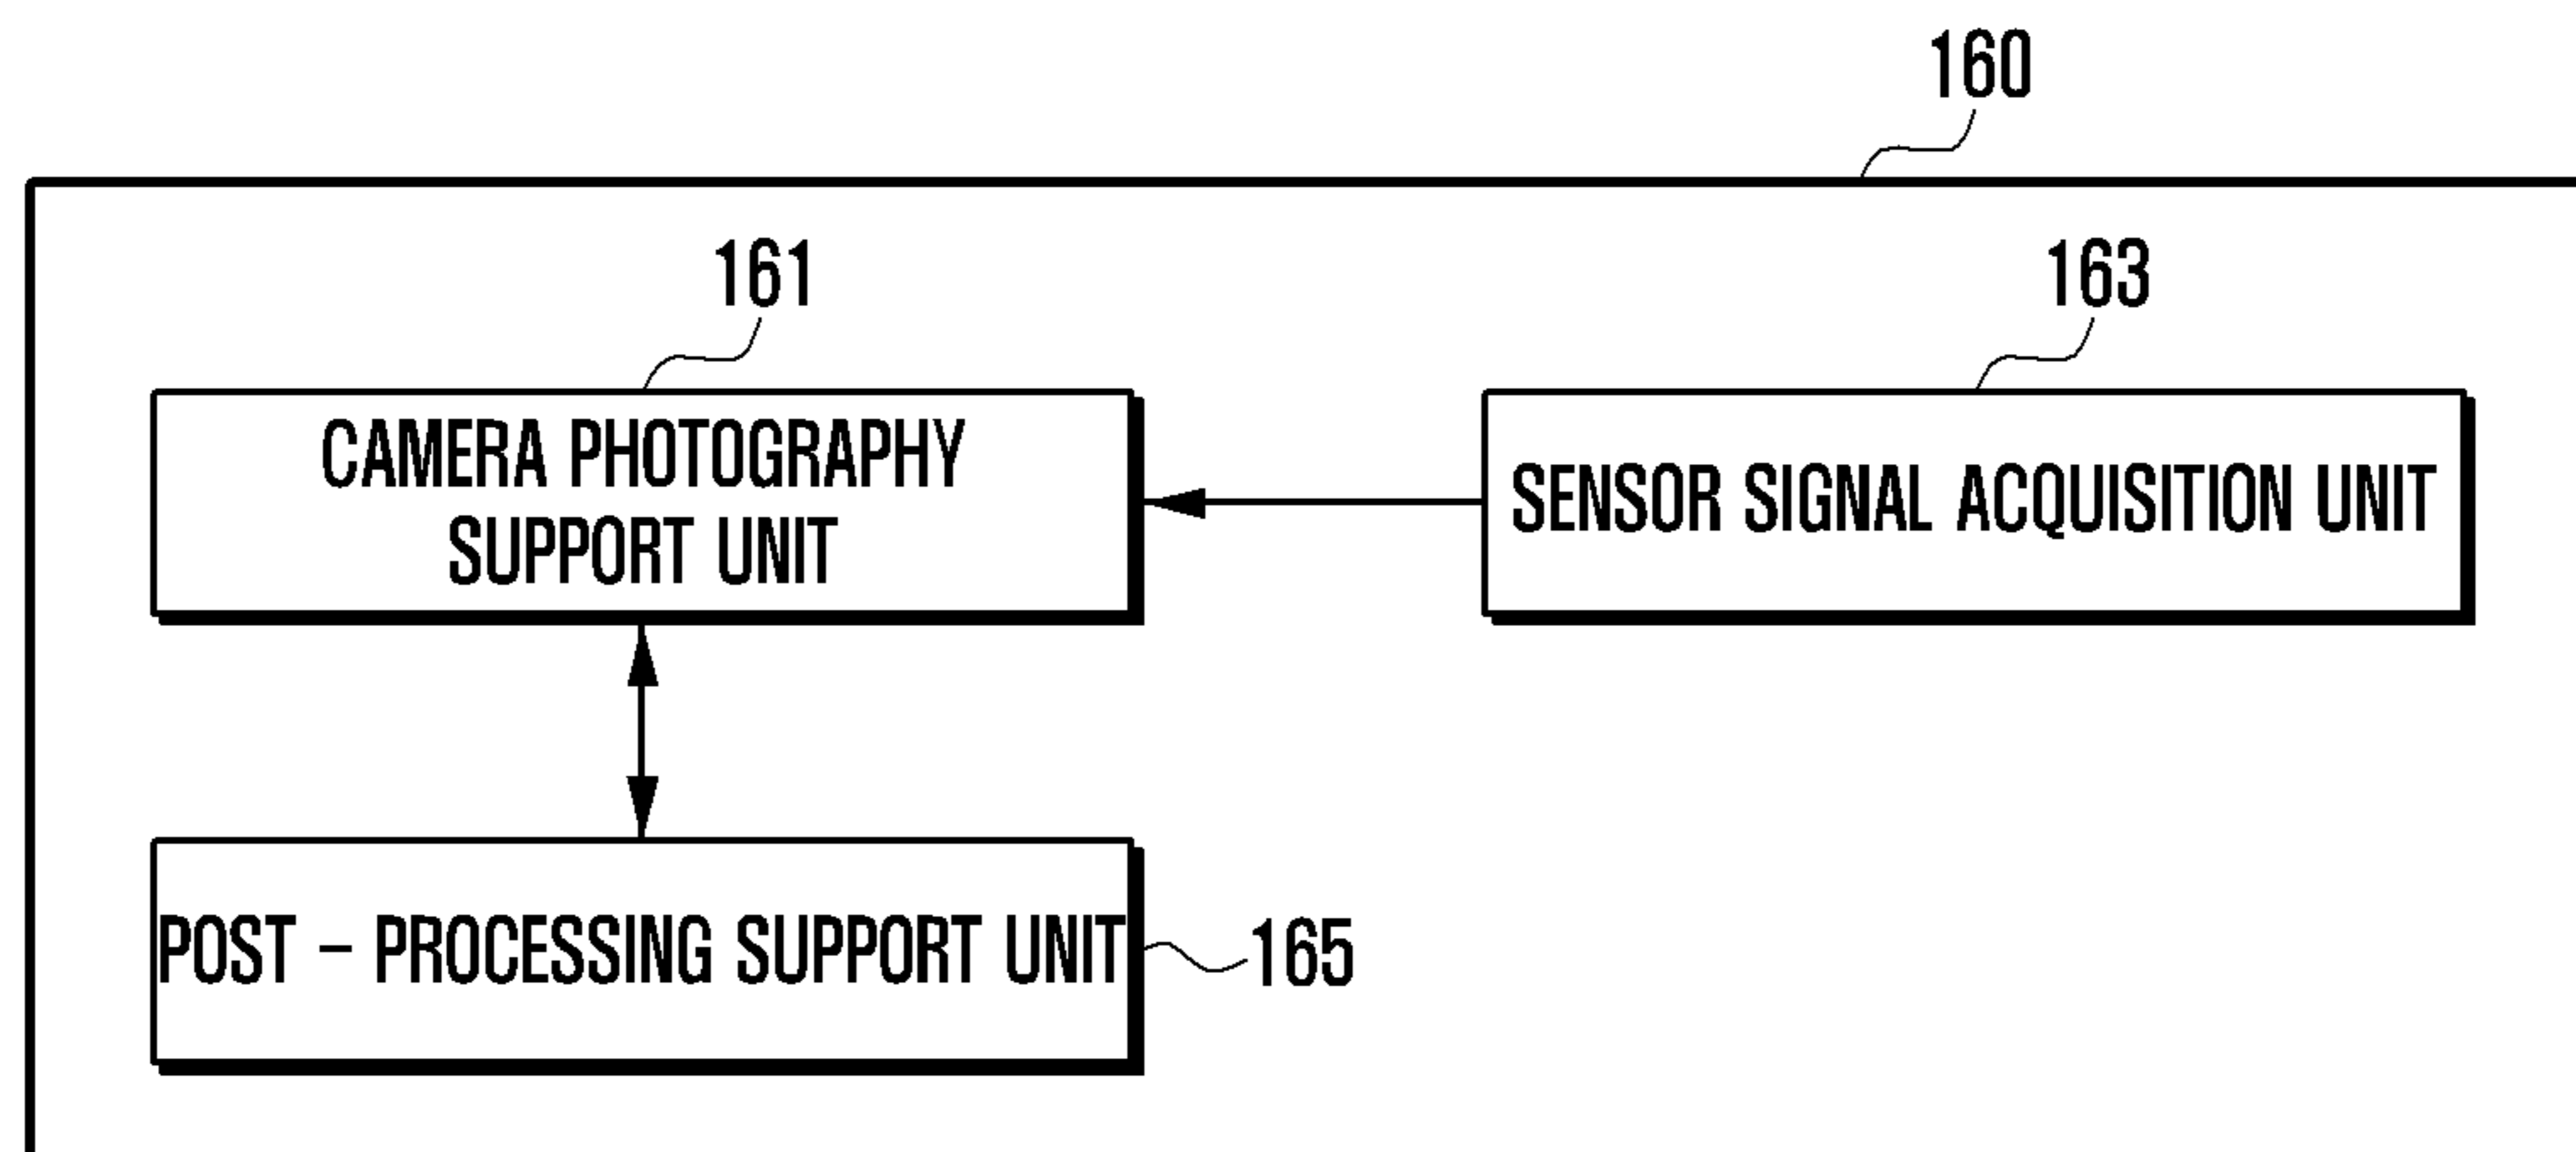 160
161
163
CAMERA PHOTOGRAPHY
SUPPORT UNIT
SENSOR SIGNAL ACQUISITION UNIT
POST - PROCESSING SUPPORT UNIT
165